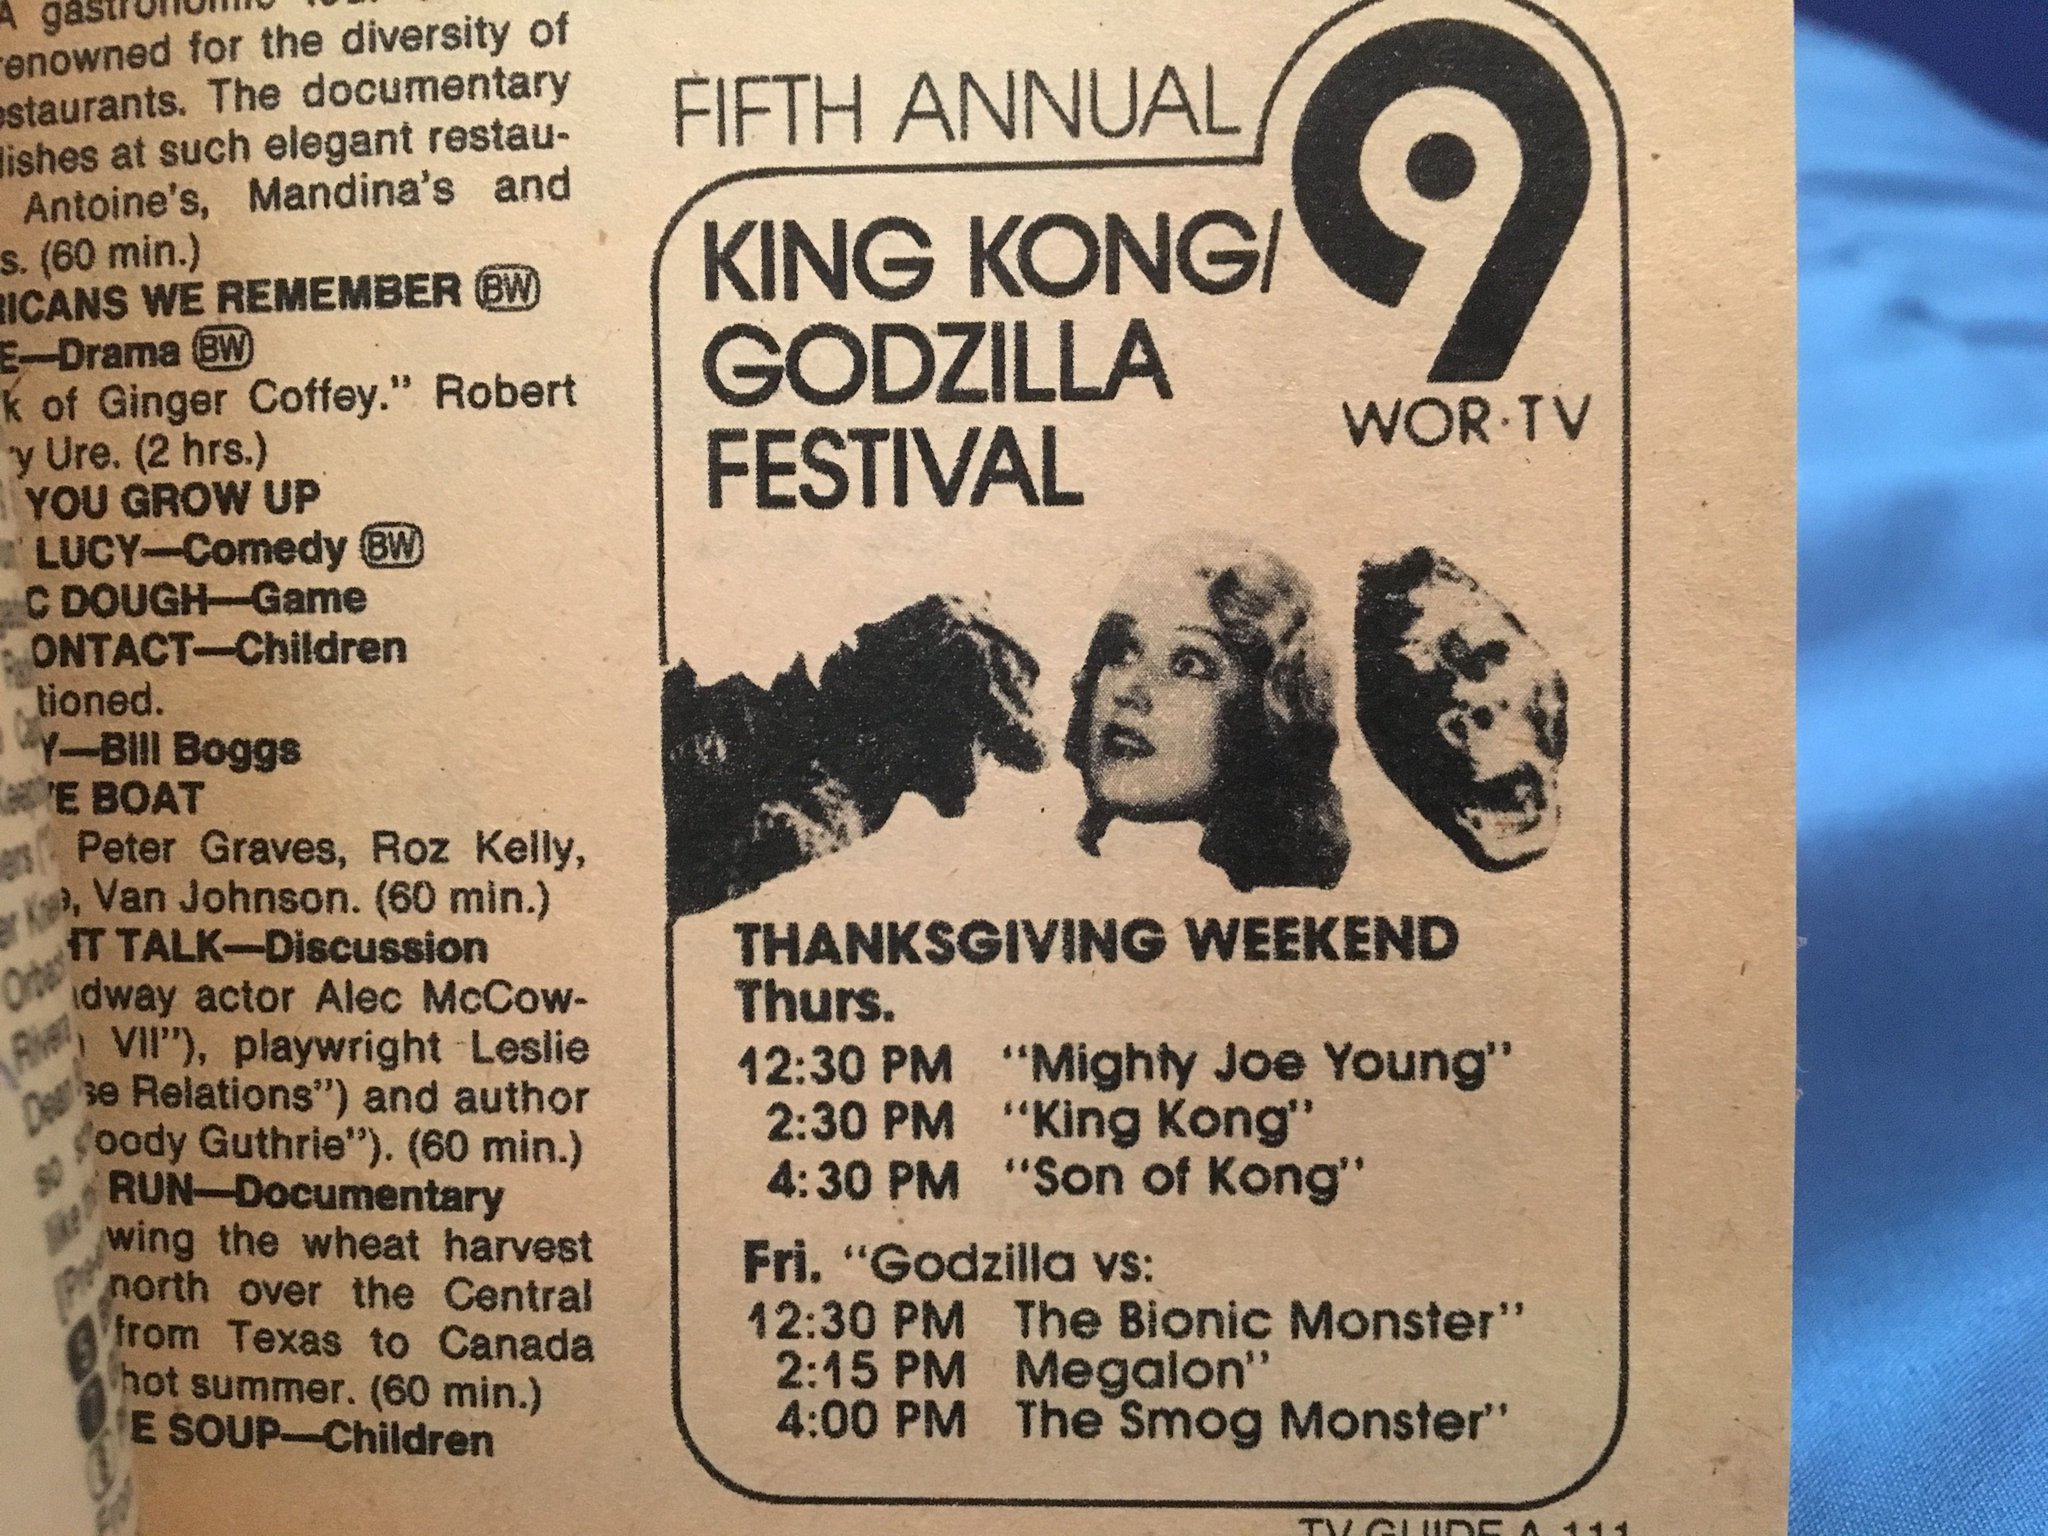 A gastronomic
renowned for the diversity of
restaurants. The documentary
dishes at such elegant restau-
Antoine's, Mandina's and
s. (60 min.)
RICANS WE REMEMBER BW
E—Drama BW
k of Ginger Coffey." Robert
y Ure. (2 hrs.)
YOU GROW UP
LUCY—Comedy BW
C DOUGH—Game
ONTACT—Children
tioned.
Y—Bill Boggs
E BOAT
Peter Graves, Roz Kelly,
, Van Johnson. (60 min.)
HT TALK—Discussion
dway actor Alec McCow-
VII"), playwright Leslie
se Relations") and author
oody Guthrie"). (60 min.)
RUN—Documentary
wing the wheat harvest
north over the Central
from Texas to Canada
hot summer. (60 min.)
E SOUP—Children
FIFTH ANNUAL
9
WOR·TV
KING KONG/
GODZILLA
FESTIVAL
THANKSGIVING WEEKEND
Thurs.
12:30 PM "Mighty Joe Young"
2:30 PM "King Kong"
4:30 PM "Son of Kong"
Fri. "Godzilla vs:
12:30 PM The Bionic Monster"
2:15 PM Megalon"
4:00 PM The Smog Monster"
TV GUIDE A-111